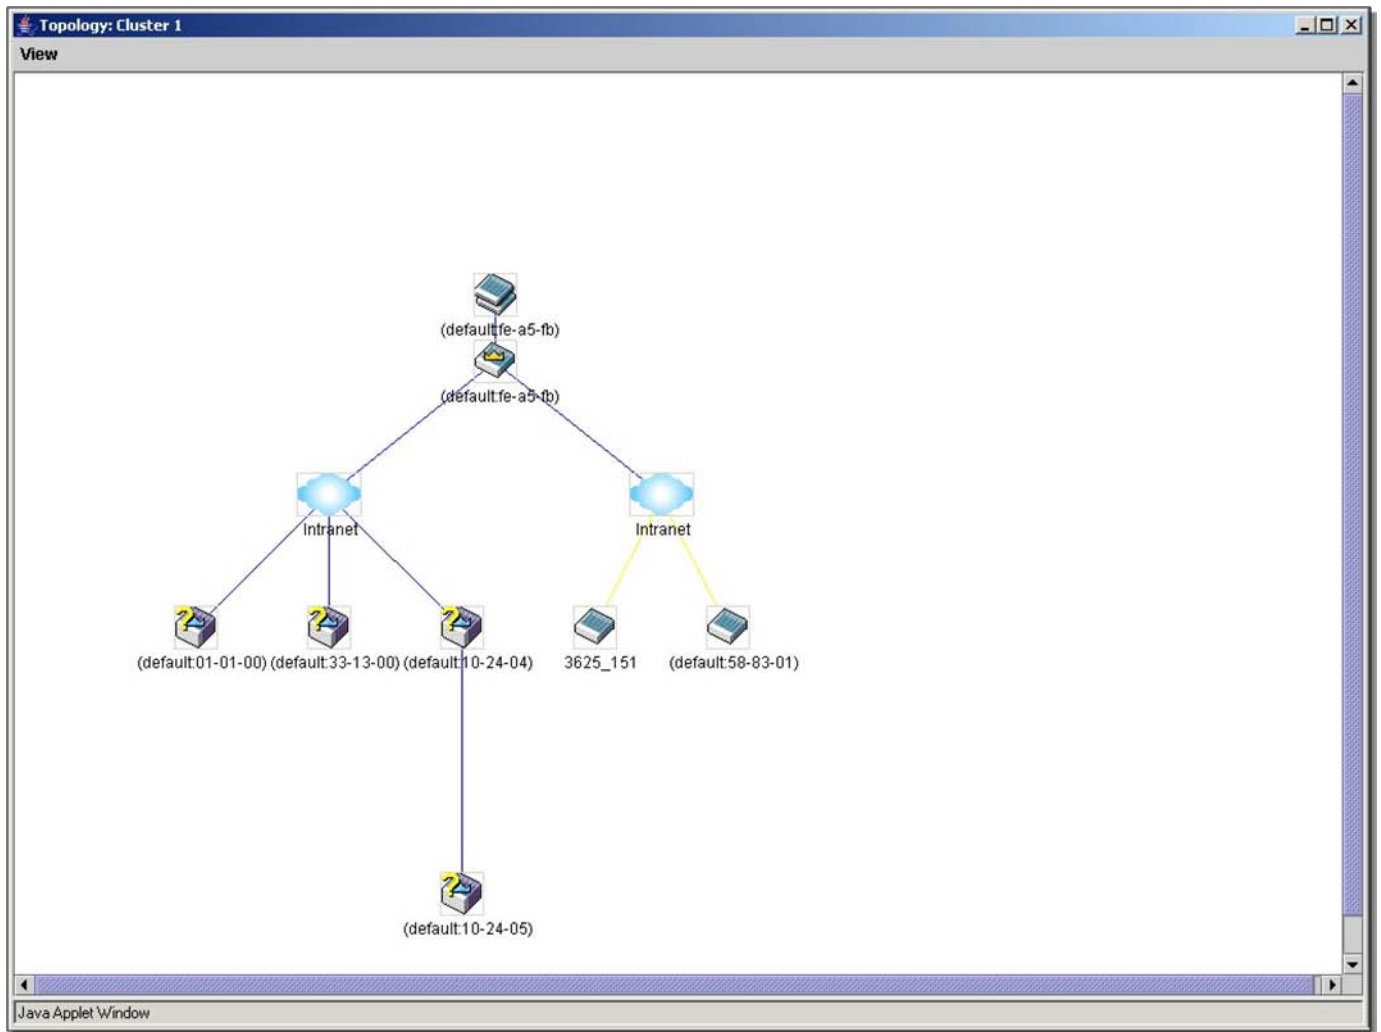 Topology: Cluster 1
View
(default:fe-a5-fb)
(default:fe-a5-fb)
Intranet Intranet
(default:01-01-00) (default:33-13-00) (default:10-24-04) 3625_151 (default:58-83-01)
(default:10-24-05)
Java Applet Window